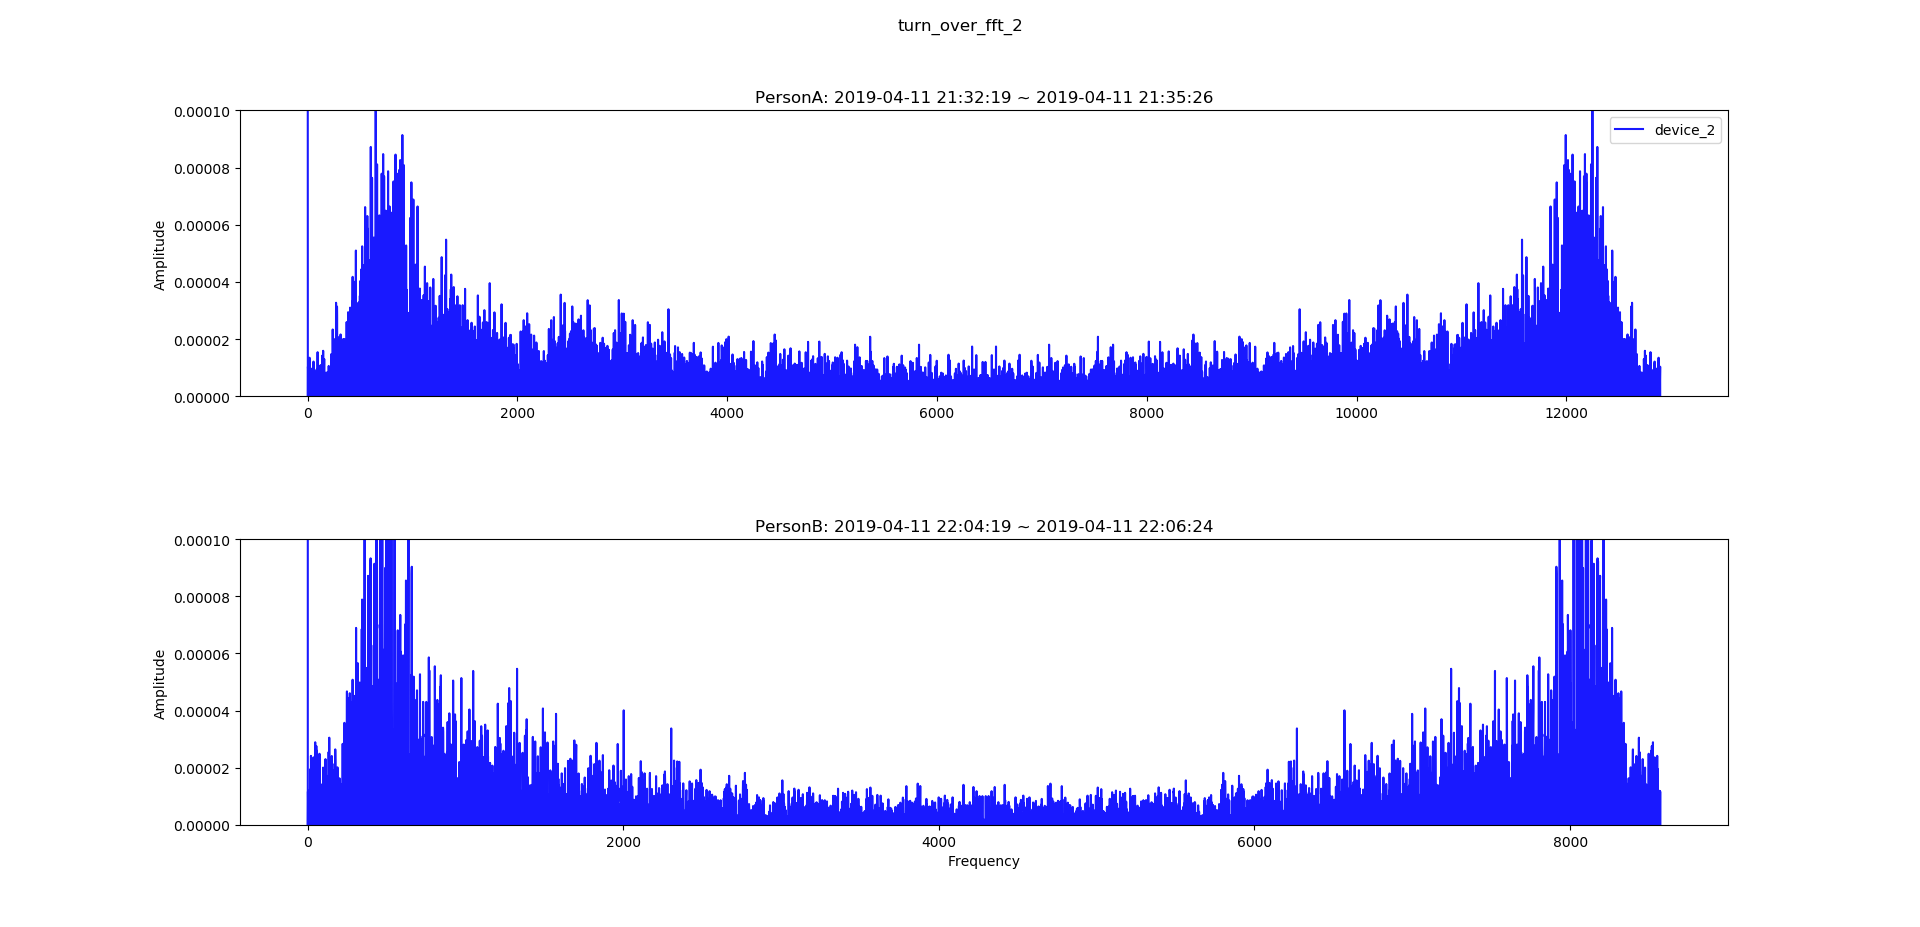 turn_over_fft_2
PersonA: 2019-04-11 21:32:19 ~ 2019-04-11 21:35:26
0.00010
0.00008
0.00006
0.00004
0.00002
0.00000
Amplitude
device_2
0 2000 4000 6000 8000 10000 12000
PersonB: 2019-04-11 22:04:19 ~ 2019-04-11 22:06:24
0.00010
0.00008
0.00006
0.00004
0.00002
0.00000
Amplitude
0 2000 4000 6000 8000
Frequency